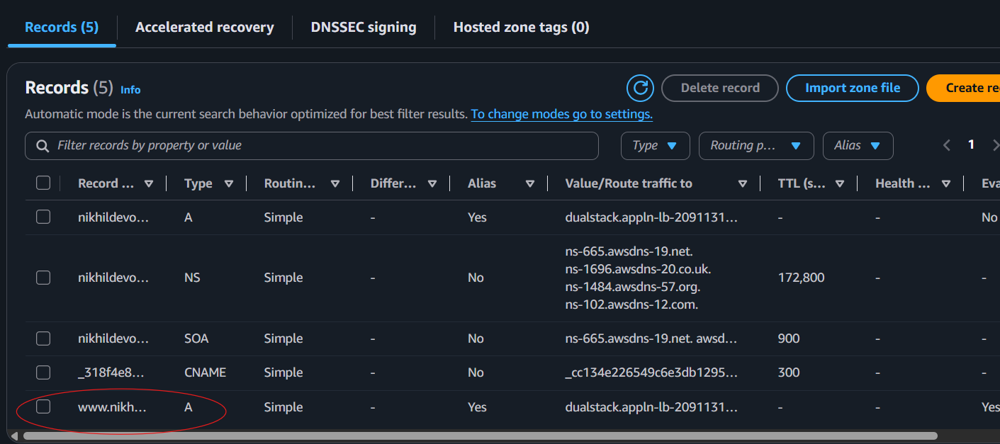 Records (5) Accelerated recovery DNSSEC signing Hosted zone tags (0)
Records (5) Info Delete record Import zone file Create re
Automatic mode is the current search behavior optimized for best filter results. To change modes go to settings.
Filter records by property or value Type Routing p... Alias 1
Record ... Type Routin... Differ... Alias Value/Route traffic to TTL (s... Health ... Eva
nikhildevo... A Simple - Yes dualstack.appln-lb-2091131... - - No
ns-665.awsdns-19.net.
ns-1696.awsdns-20.co.uk.
nikhildevo... NS Simple - No 172,800 - -
ns-1484.awsdns-57.org.
ns-102.awsdns-12.com.
nikhildevo... SOA Simple - No ns-665.awsdns-19.net. awsd... 900 - -
_318f4e8... CNAME Simple - No _cc134e226549c6e3db1295... 300 - -
www.nikh... A Simple - Yes dualstack.appln-lb-2091131... - - Yes